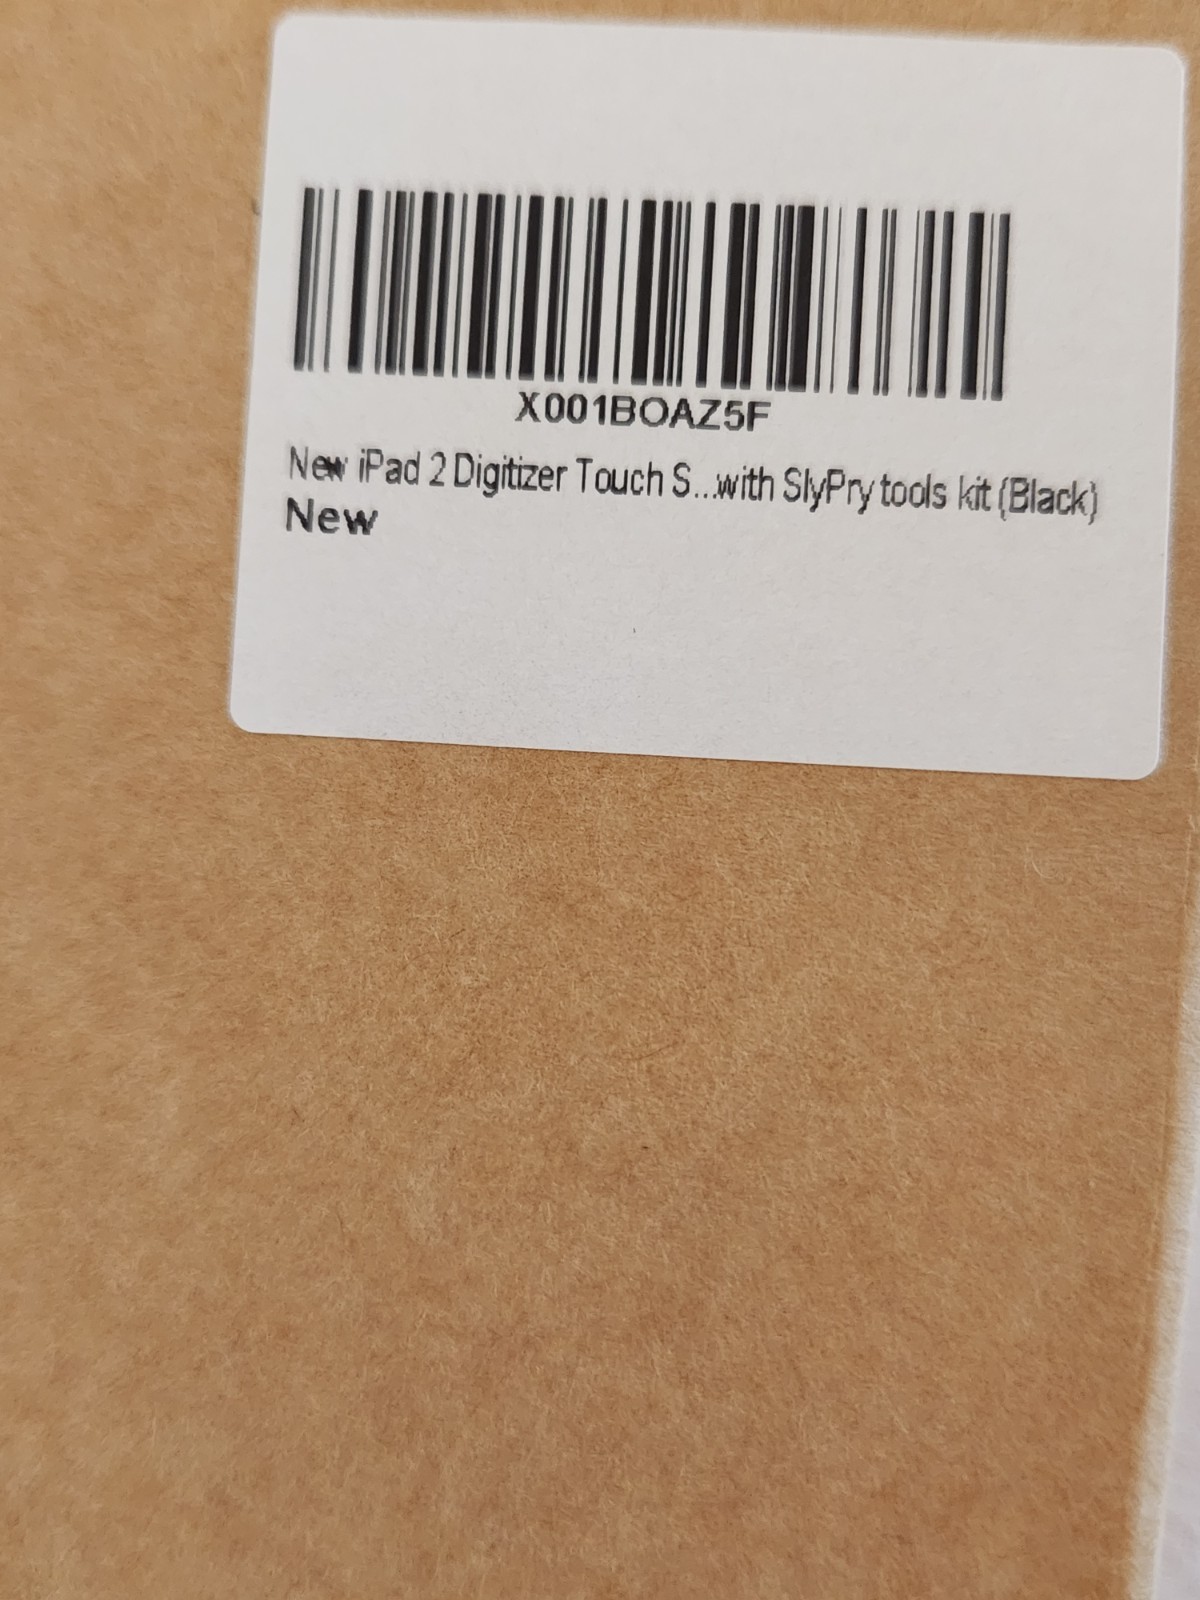 X001BOAZ5F
New iPad 2 Digitizer Touch S...with SlyPry tools kit (Black)
New